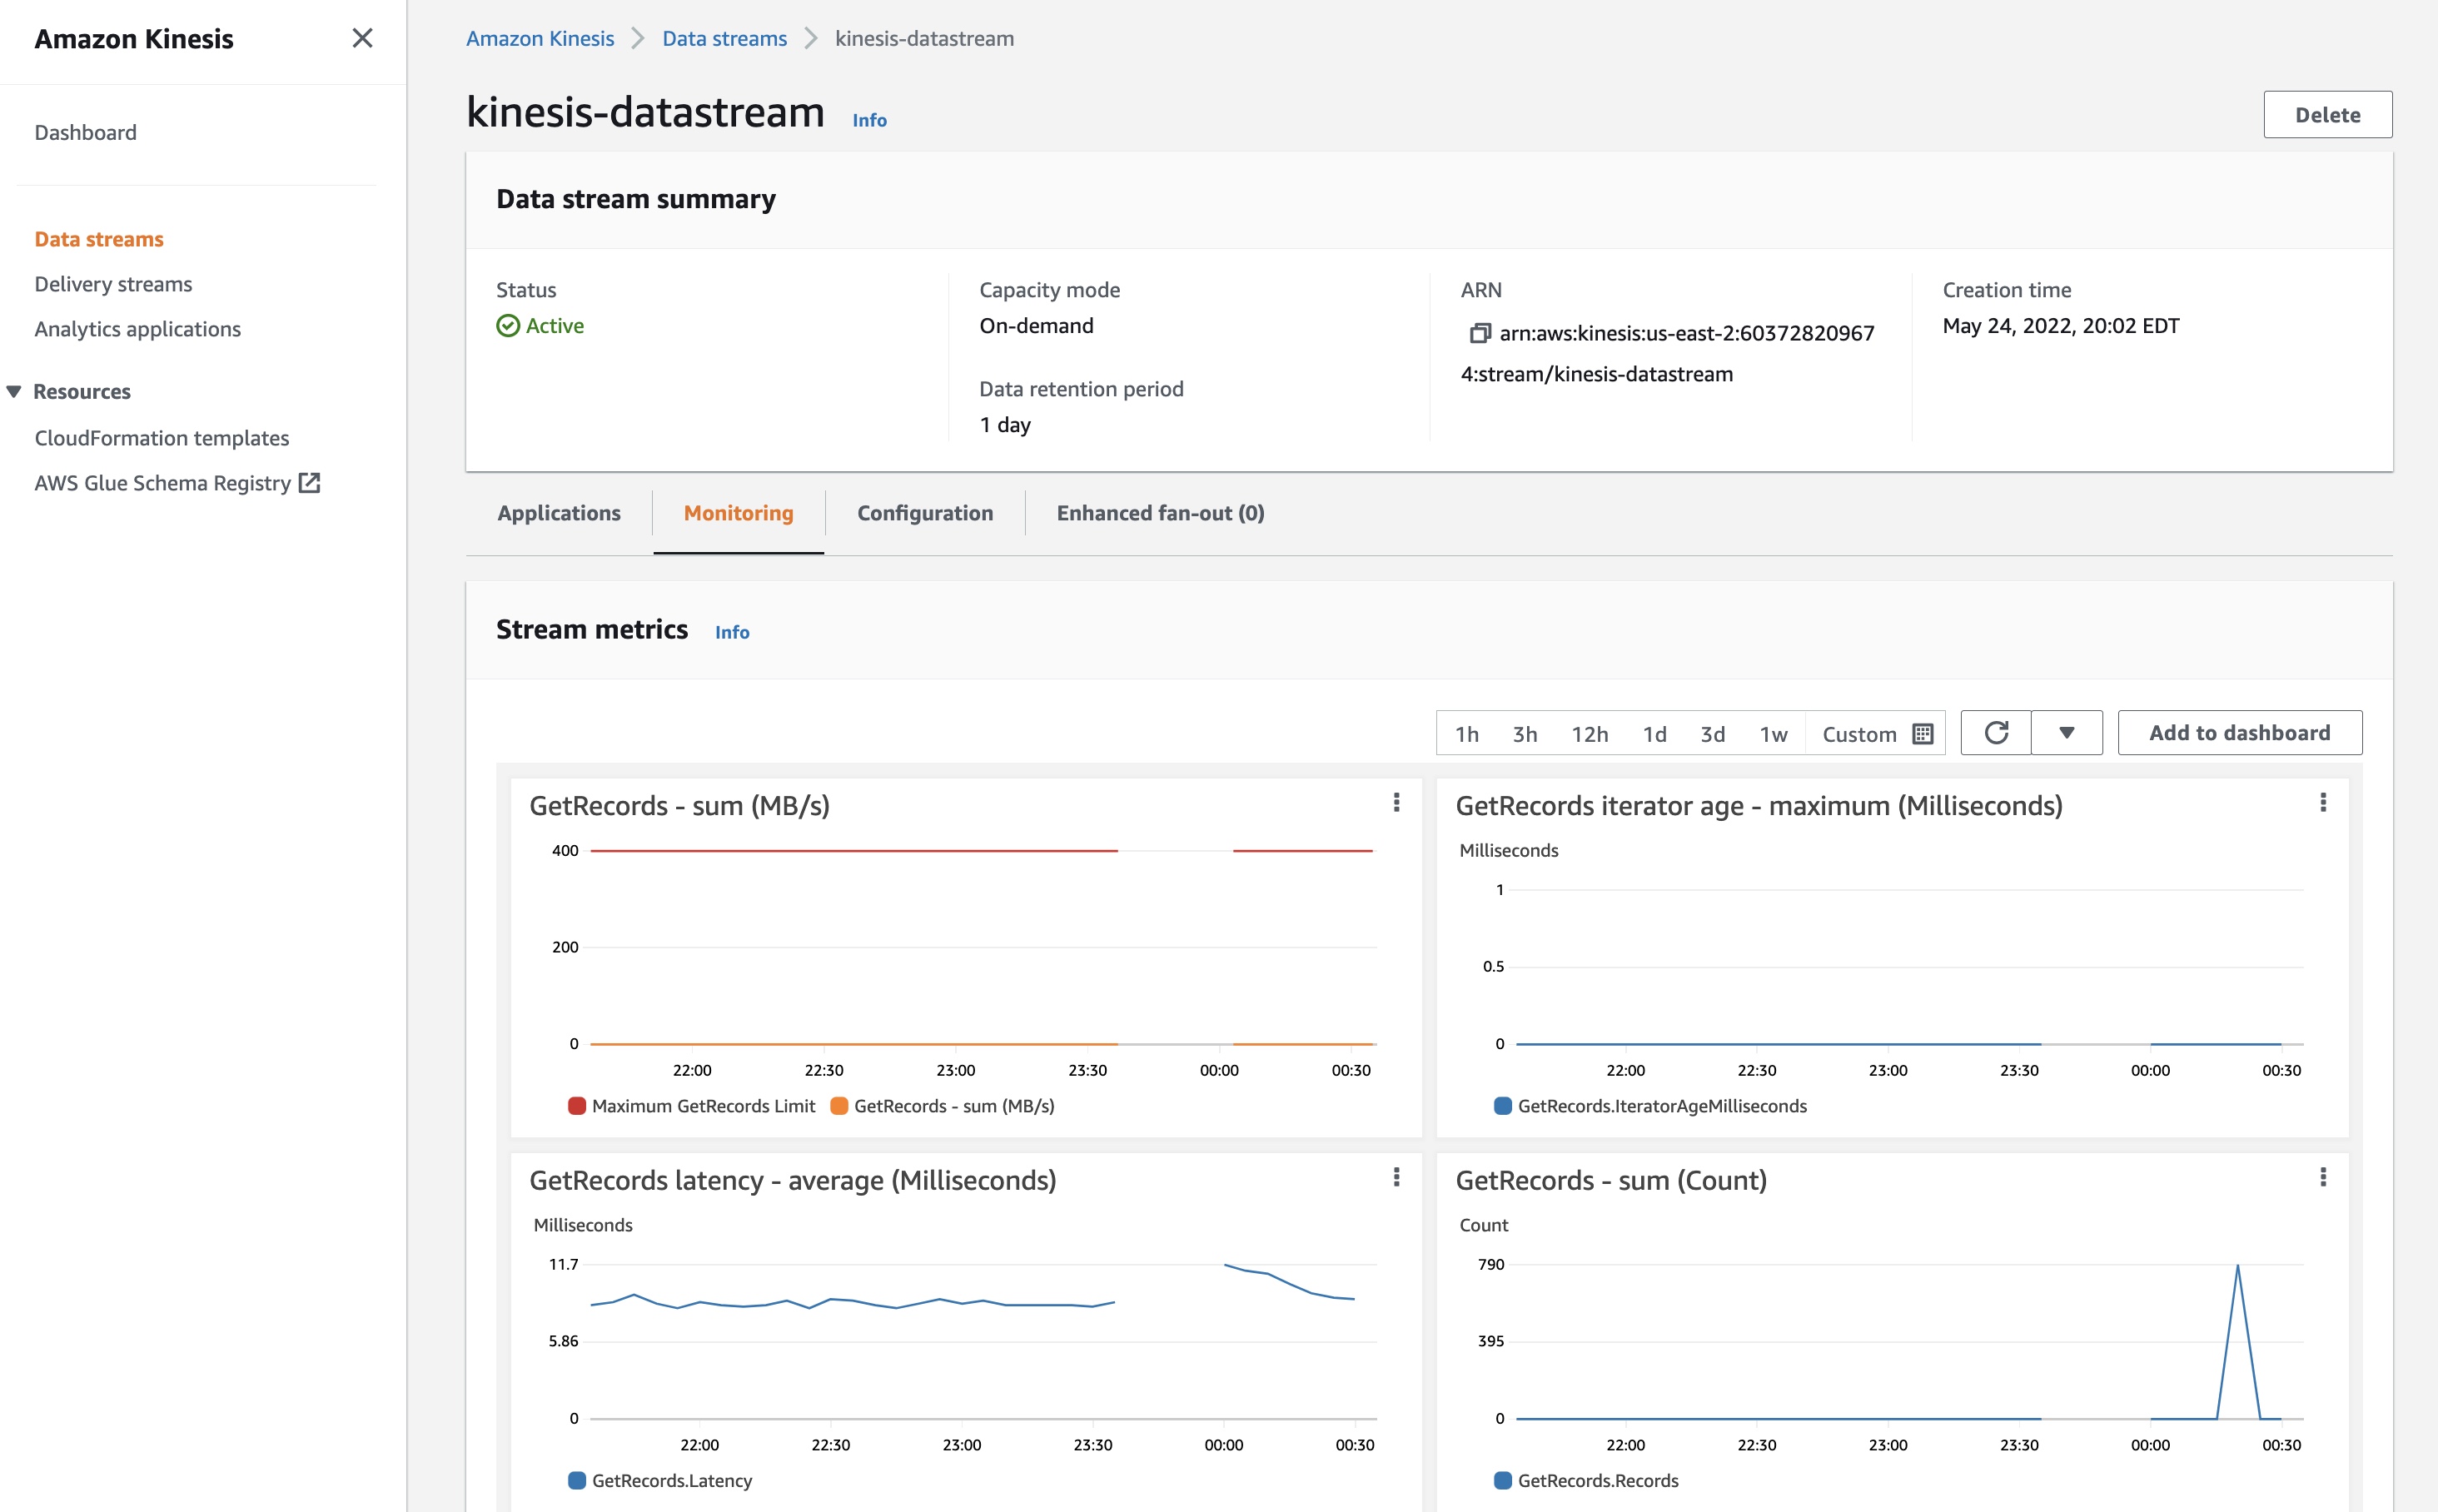 Amazon Kinesis
Dashboard
Data streams
Delivery streams
Analytics applications
Resources
CloudFormation templates
AWS Glue Schema Registry
Amazon Kinesis > Data streams > kinesis-datastream
kinesis-datastream Info
Delete
Data stream summary
Status
Active
Capacity mode
On-demand
Data retention period
1 day
ARN
arn:aws:kinesis:us-east-2:60372820967
4:stream/kinesis-datastream
Creation time
May 24, 2022, 20:02 EDT
Applications Monitoring Configuration Enhanced fan-out (0)
Stream metrics Info
1h 3h 12h 1d 3d 1w Custom Add to dashboard
GetRecords - sum (MB/s)
400
200
0
22:00 22:30 23:00 23:30 00:00 00:30
Maximum GetRecords Limit GetRecords - sum (MB/s)
GetRecords iterator age - maximum (Milliseconds)
Milliseconds
1
0.5
0
22:00 22:30 23:00 23:30 00:00 00:30
GetRecords.IteratorAgeMilliseconds
GetRecords latency - average (Milliseconds)
Milliseconds
11.7
5.86
0
22:00 22:30 23:00 23:30 00:00 00:30
GetRecords.Latency
GetRecords - sum (Count)
Count
790
395
0
22:00 22:30 23:00 23:30 00:00 00:30
GetRecords.Records